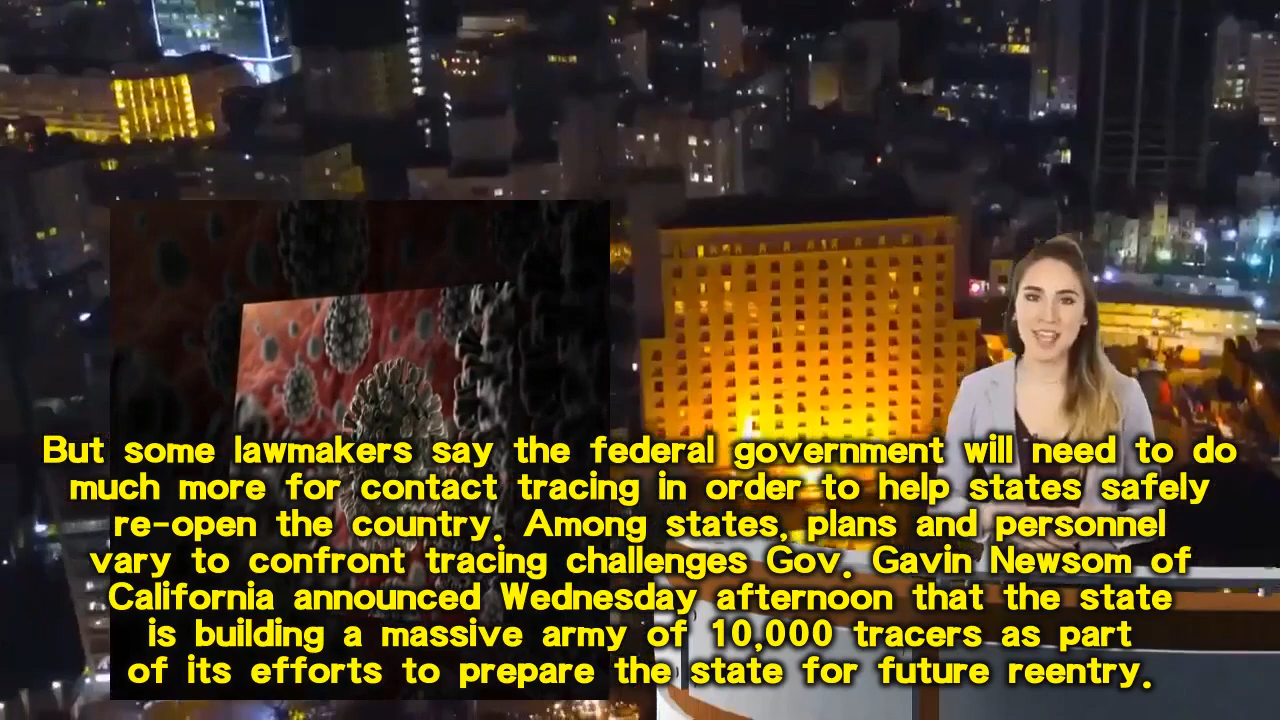 But some lawmakers say the federal government will need to do
much more for contact tracing in order to help states safely
re-open the country. Among states, plans and personnel
vary to confront tracing challenges Gov. Gavin Newsom of
California announced Wednesday afternoon that the state
is building a massive army of 10,000 tracers as part
of its efforts to prepare the state for future reentry.